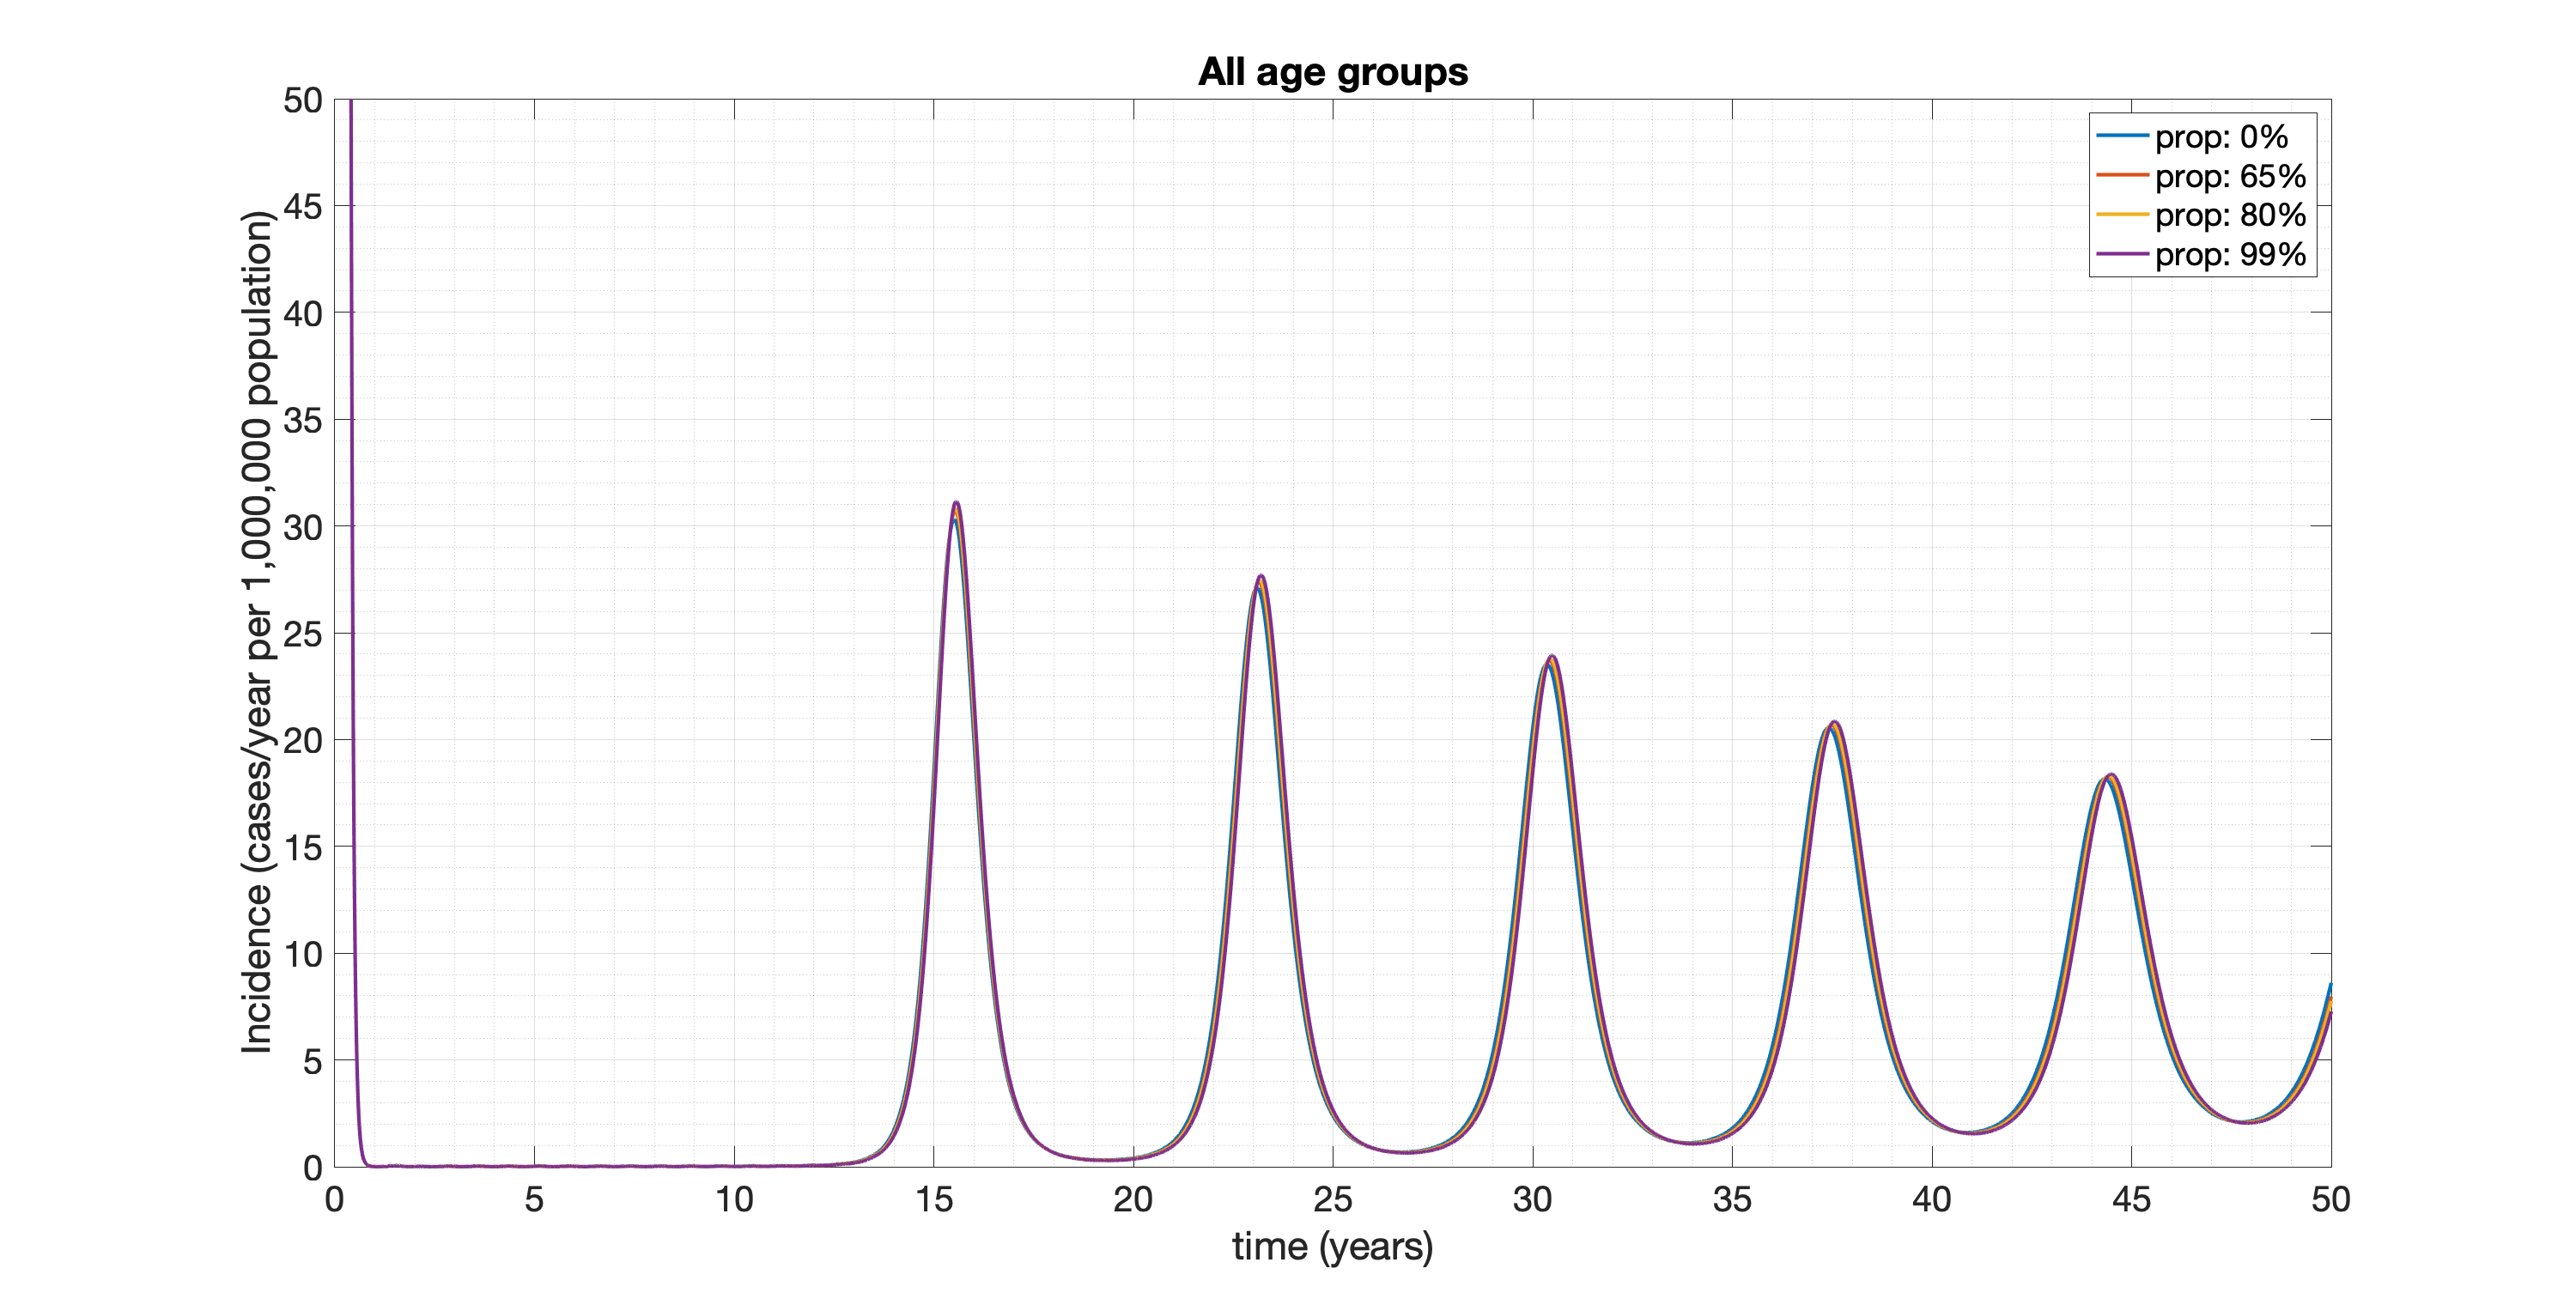 All age groups
50
45
40
35
30
25
20
15
10
5
0
Incidence (cases/year per 1,000,000 population)
prop: 0%
prop: 65%
prop: 80%
prop: 99%
0 5 10 15 20 25 30 35 40 45 50
time (years)